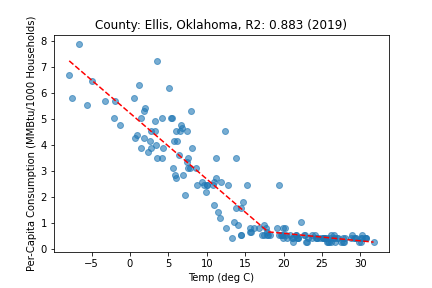 County: Ellis, Oklahoma, R2: 0.883 (2019)
Per-Capita Consumption (MMBtu/1000 Households)
8
7
6
5
4
3
2
1
0
−5 0 5 10 15 20 25 30
Temp (deg C)